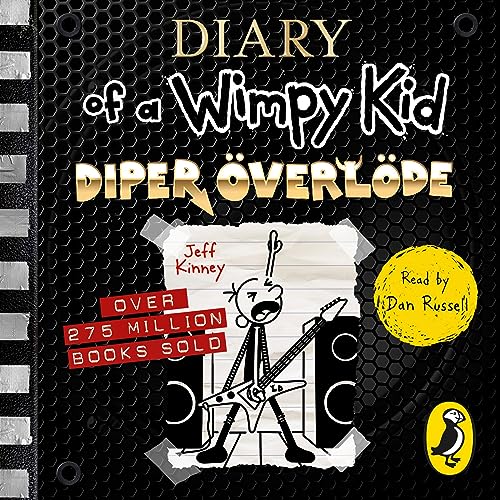 DIARY
of a Wimpy Kid
DIPER ÖVERLÖDE
Jeff
Kinney
OVER
275 MILLION
BOOKS SOLD
Read by
Dan Russell